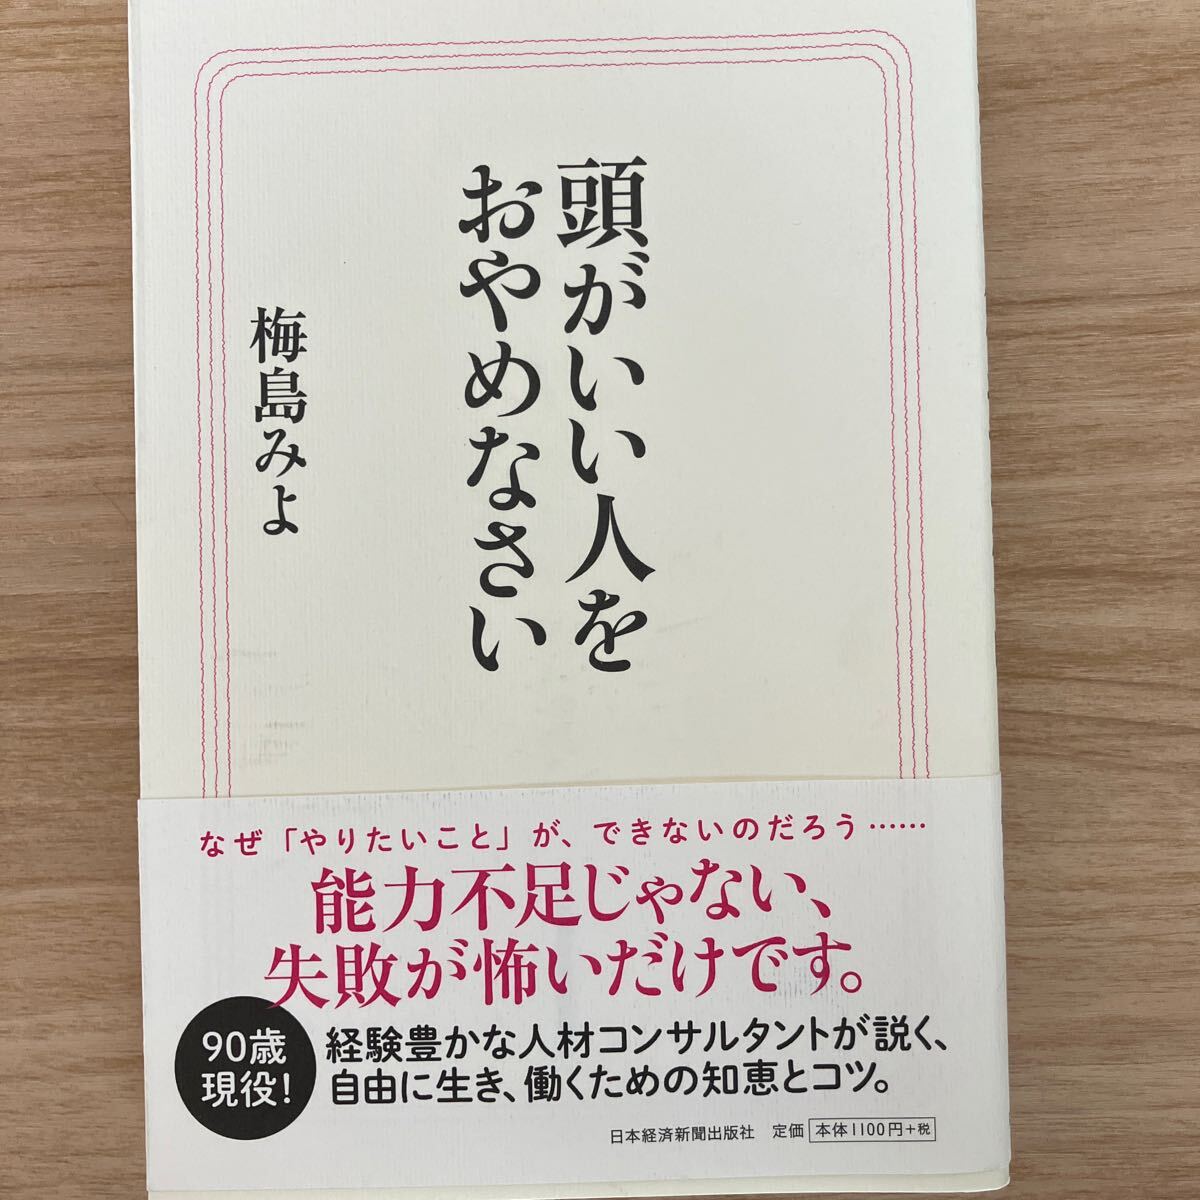 頭がいい人を
おやめなさい
梅島みよ
なぜ「やりたいこと」が、できないのだろう……
能力不足じゃない、
失敗が怖いだけです。
90歳
現役!
経験豊かな人材コンサルタントが説く、
自由に生き、働くための知恵とコツ。
日本経済新聞出版社 定価 本体1100円+税